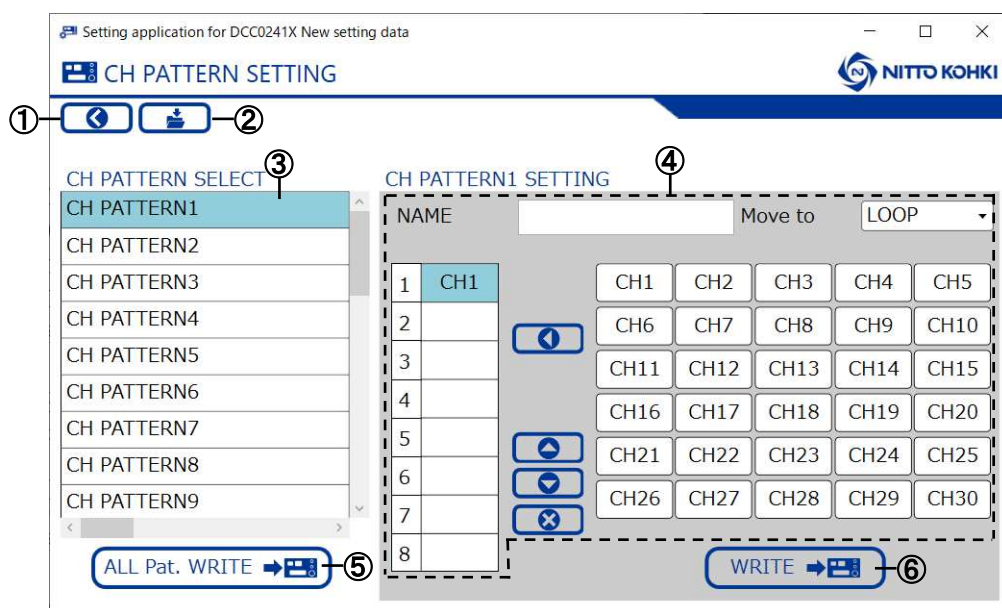 Setting application for DCC0241X New setting data
CH PATTERN SETTING
NITTO KOHKI
①
②
CH PATTERN SELECT
③
CH PATTERN1
CH PATTERN2
CH PATTERN3
CH PATTERN4
CH PATTERN5
CH PATTERN6
CH PATTERN7
CH PATTERN8
CH PATTERN9
ALL Pat. WRITE
⑤
CH PATTERN1 SETTING
④
NAME Move to LOOP
1 CH1
2
3
4
5
6
7
8
CH1 CH2 CH3 CH4 CH5
CH6 CH7 CH8 CH9 CH10
CH11 CH12 CH13 CH14 CH15
CH16 CH17 CH18 CH19 CH20
CH21 CH22 CH23 CH24 CH25
CH26 CH27 CH28 CH29 CH30
WRITE
⑥